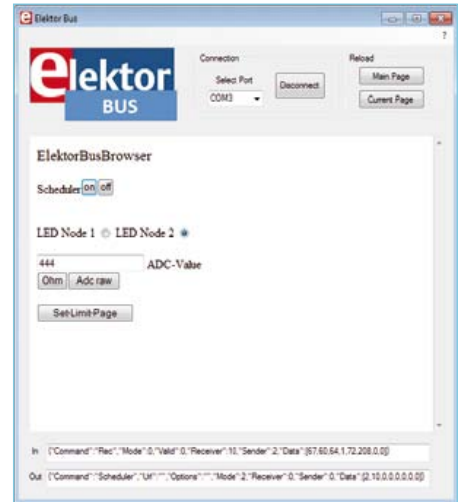 Elektor Bus
?
elektor
BUS
Connection
Select Port
COM3
Disconnect
Reload
Main Page
Current Page
ElektorBusBrowser
Scheduler on off
LED Node 1 LED Node 2
444 ADC-Value
Ohm Adc raw
Set-Limit-Page
In {"Command":"Rec","Mode":0,"Valid":0,"Receiver":10,"Sender":2,"Data":[67,60,64,1,72,208,0,0]}
Out {"Command":"Scheduler","Url":"","Options":"","Mode":2,"Receiver":0,"Sender":0,"Data":[2,10,0,0,0,0,0,0]}